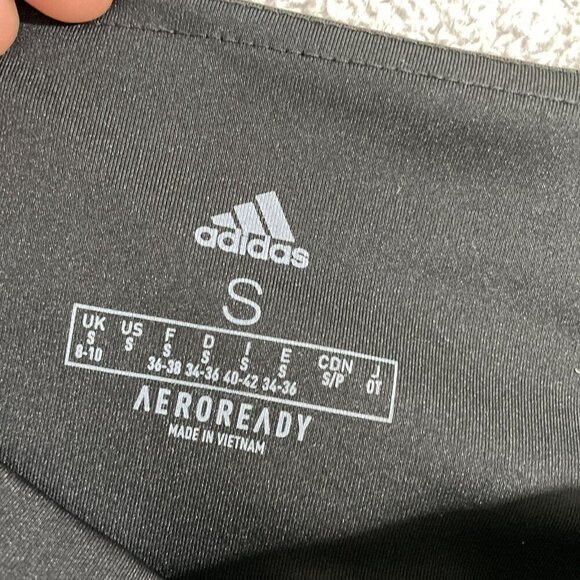 adidas
S
UK US F D I E CDN J
S S S S S S S/P OT
8-10 36-38 34-36 40-42 34-36
AEROREADY
MADE IN VIETNAM